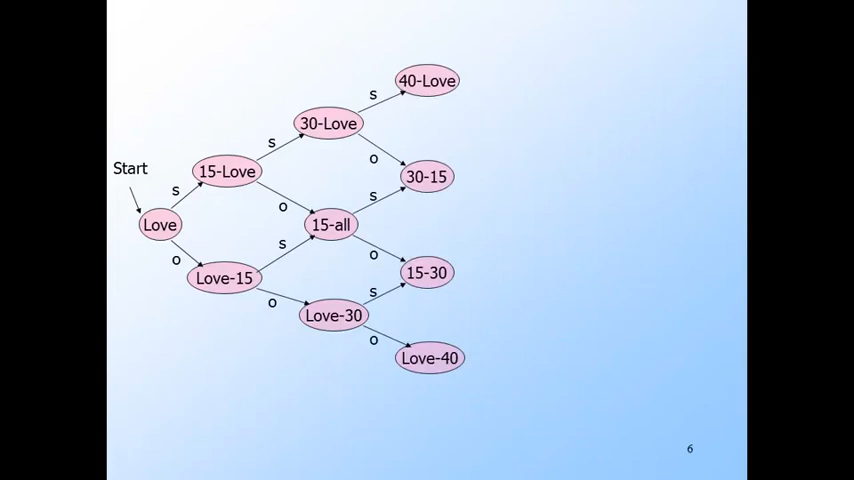 40-Love
s
30-Love
s
o
Start
15-Love
30-15
s
s
o
Love
15-all
o
s
o
Love-15
15-30
s
o
Love-30
o
Love-40
6